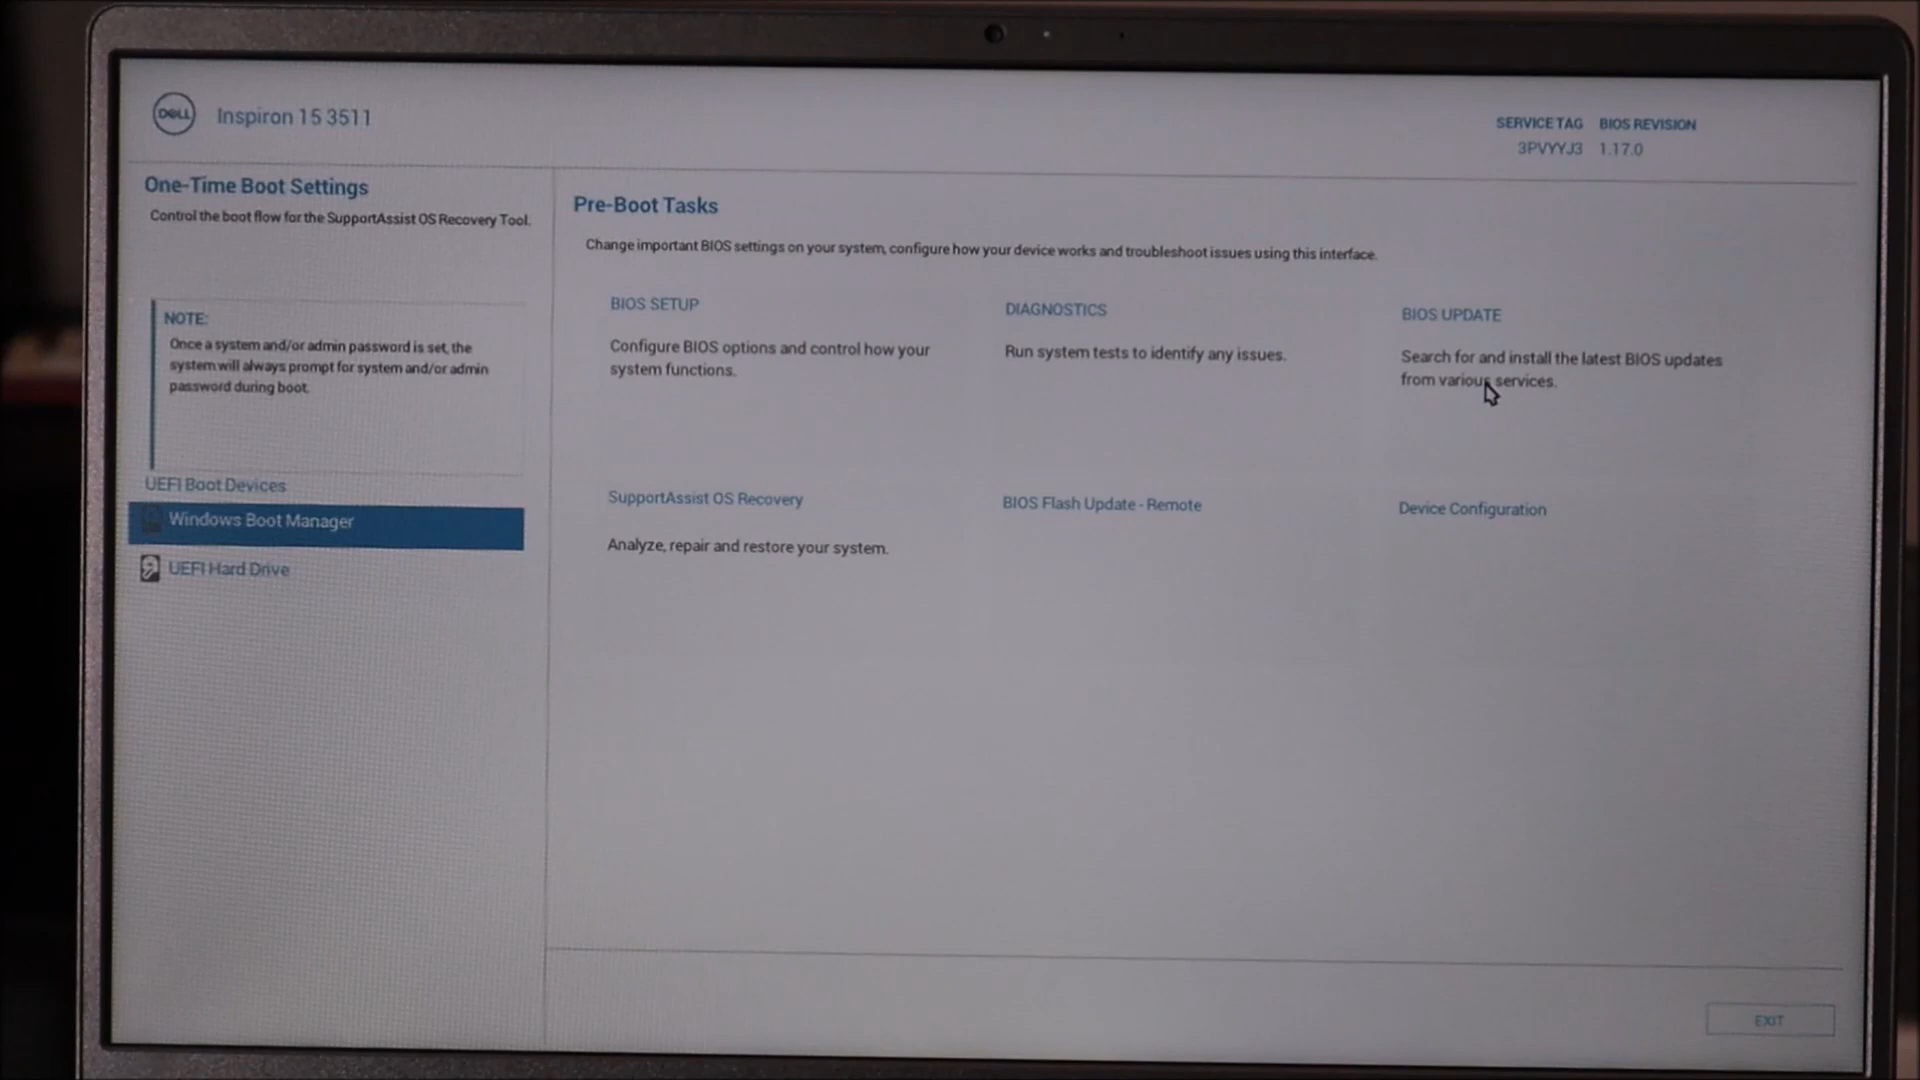 DELL
Inspiron 15 3511
SERVICE TAG BIOS REVISION
3PVYYJ3 1.17.0
One-Time Boot Settings
Control the boot flow for the SupportAssist OS Recovery Tool.
NOTE:
Once a system and/or admin password is set, the
system will always prompt for system and/or admin
password during boot.
UEFI Boot Devices
Windows Boot Manager
UEFI Hard Drive
Pre-Boot Tasks
Change important BIOS settings on your system, configure how your device works and troubleshoot issues using this interface.
BIOS SETUP
Configure BIOS options and control how your
system functions.
DIAGNOSTICS
Run system tests to identify any issues.
BIOS UPDATE
Search for and install the latest BIOS updates
from various services.
SupportAssist OS Recovery
Analyze, repair and restore your system.
BIOS Flash Update - Remote
Device Configuration
EXIT